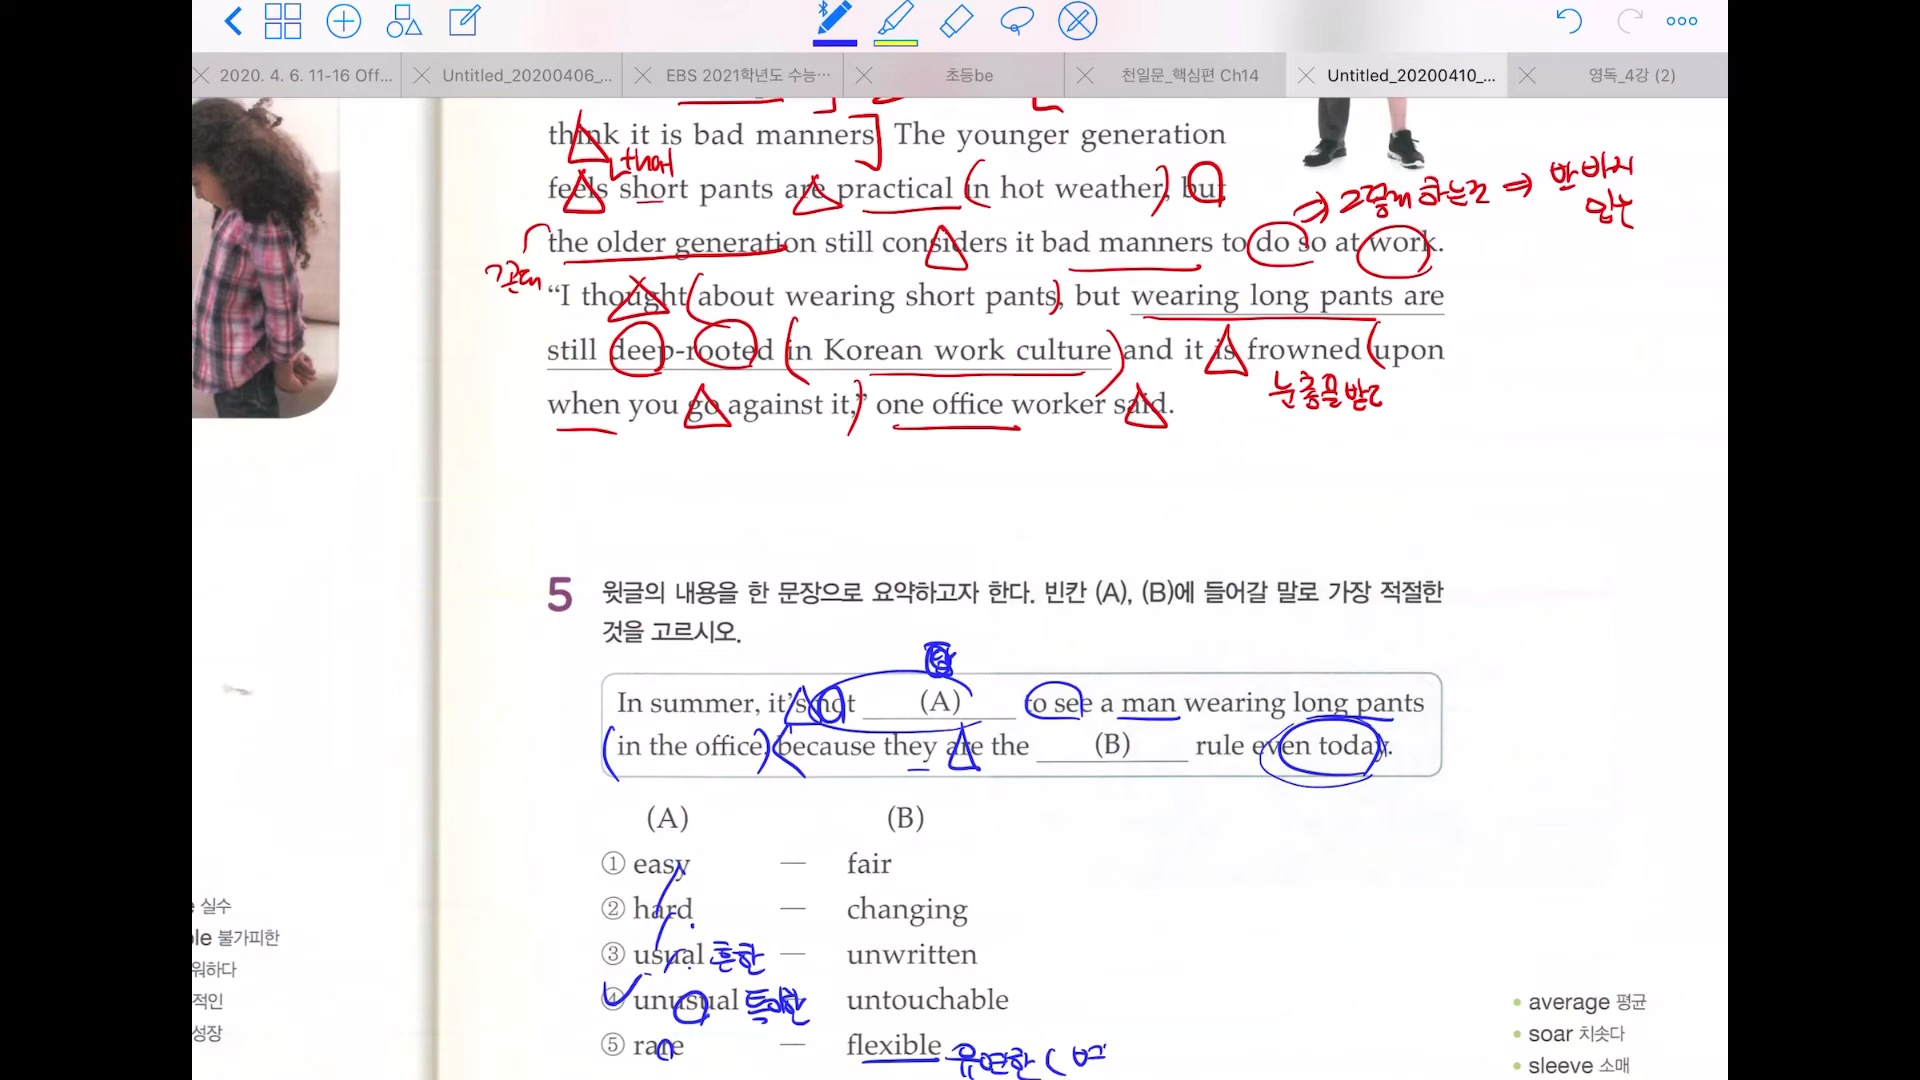 2020. 4. 6. 11-16 Off...
Untitled_20200406_...
EBS 2021학년도 수능...
초등be
천일문_핵심편 Ch14
Untitled_20200410_...
영독_4강 (2)
think it is bad manners. The younger generation
that
feels short pants are practical in hot weather, but
⇒ 그렇게 하는것 ⇒ 반바지
입는
the older generation still considers it bad manners to do so at work.
꼰대
“I thought about wearing short pants, but wearing long pants are
still deep-rooted in Korean work culture and it is frowned upon
눈총을 받다
when you go against it,” one office worker said.
5 윗글의 내용을 한 문장으로 요약하고자 한다. 빈칸 (A), (B)에 들어갈 말로 가장 적절한
것을 고르시오.
In summer, it’s not (A) to see a man wearing long pants
in the office, because they are the (B) rule even today.
(A) (B)
① easy — fair
② hard — changing
③ usual 흔한 — unwritten
④ unusual 특이한 untouchable
⑤ rare — flexible 유연한 (
실수
ble 불가피한
워하다
적인
성장
• average 평균
• soar 치솟다
• sleeve 소매